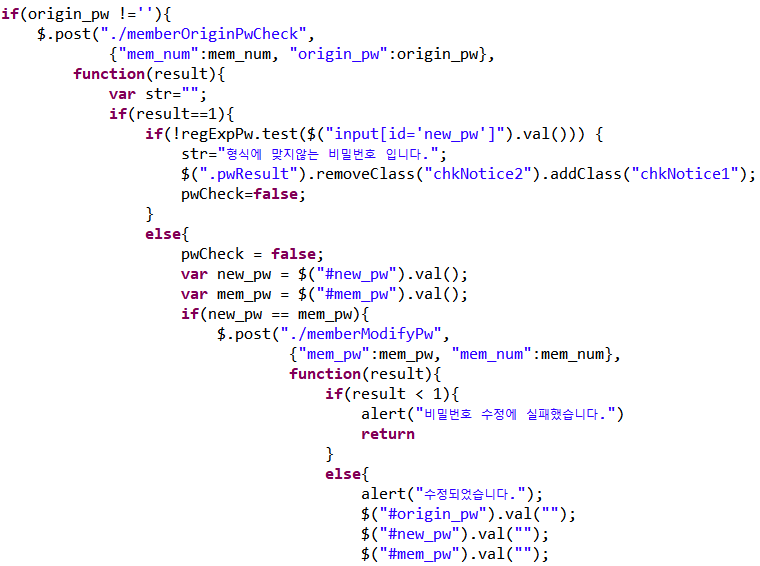 if(origin_pw !=''){
$.post("./memberOriginPwCheck",
{"mem_num":mem_num, "origin_pw":origin_pw},
function(result){
var str="";
if(result==1){
if(!regExpPw.test($("input[id='new_pw']").val())) {
str="형식에 맞지않는 비밀번호 입니다.";
$(".pwResult").removeClass("chkNotice2").addClass("chkNotice1");
pwCheck=false;
}
else{
pwCheck = false;
var new_pw = $("#new_pw").val();
var mem_pw = $("#mem_pw").val();
if(new_pw == mem_pw){
$.post("./memberModifyPw",
{"mem_pw":mem_pw, "mem_num":mem_num},
function(result){
if(result < 1){
alert("비밀번호 수정에 실패했습니다.")
return
}
else{
alert("수정되었습니다.");
$("#origin_pw").val("");
$("#new_pw").val("");
$("#mem_pw").val("");